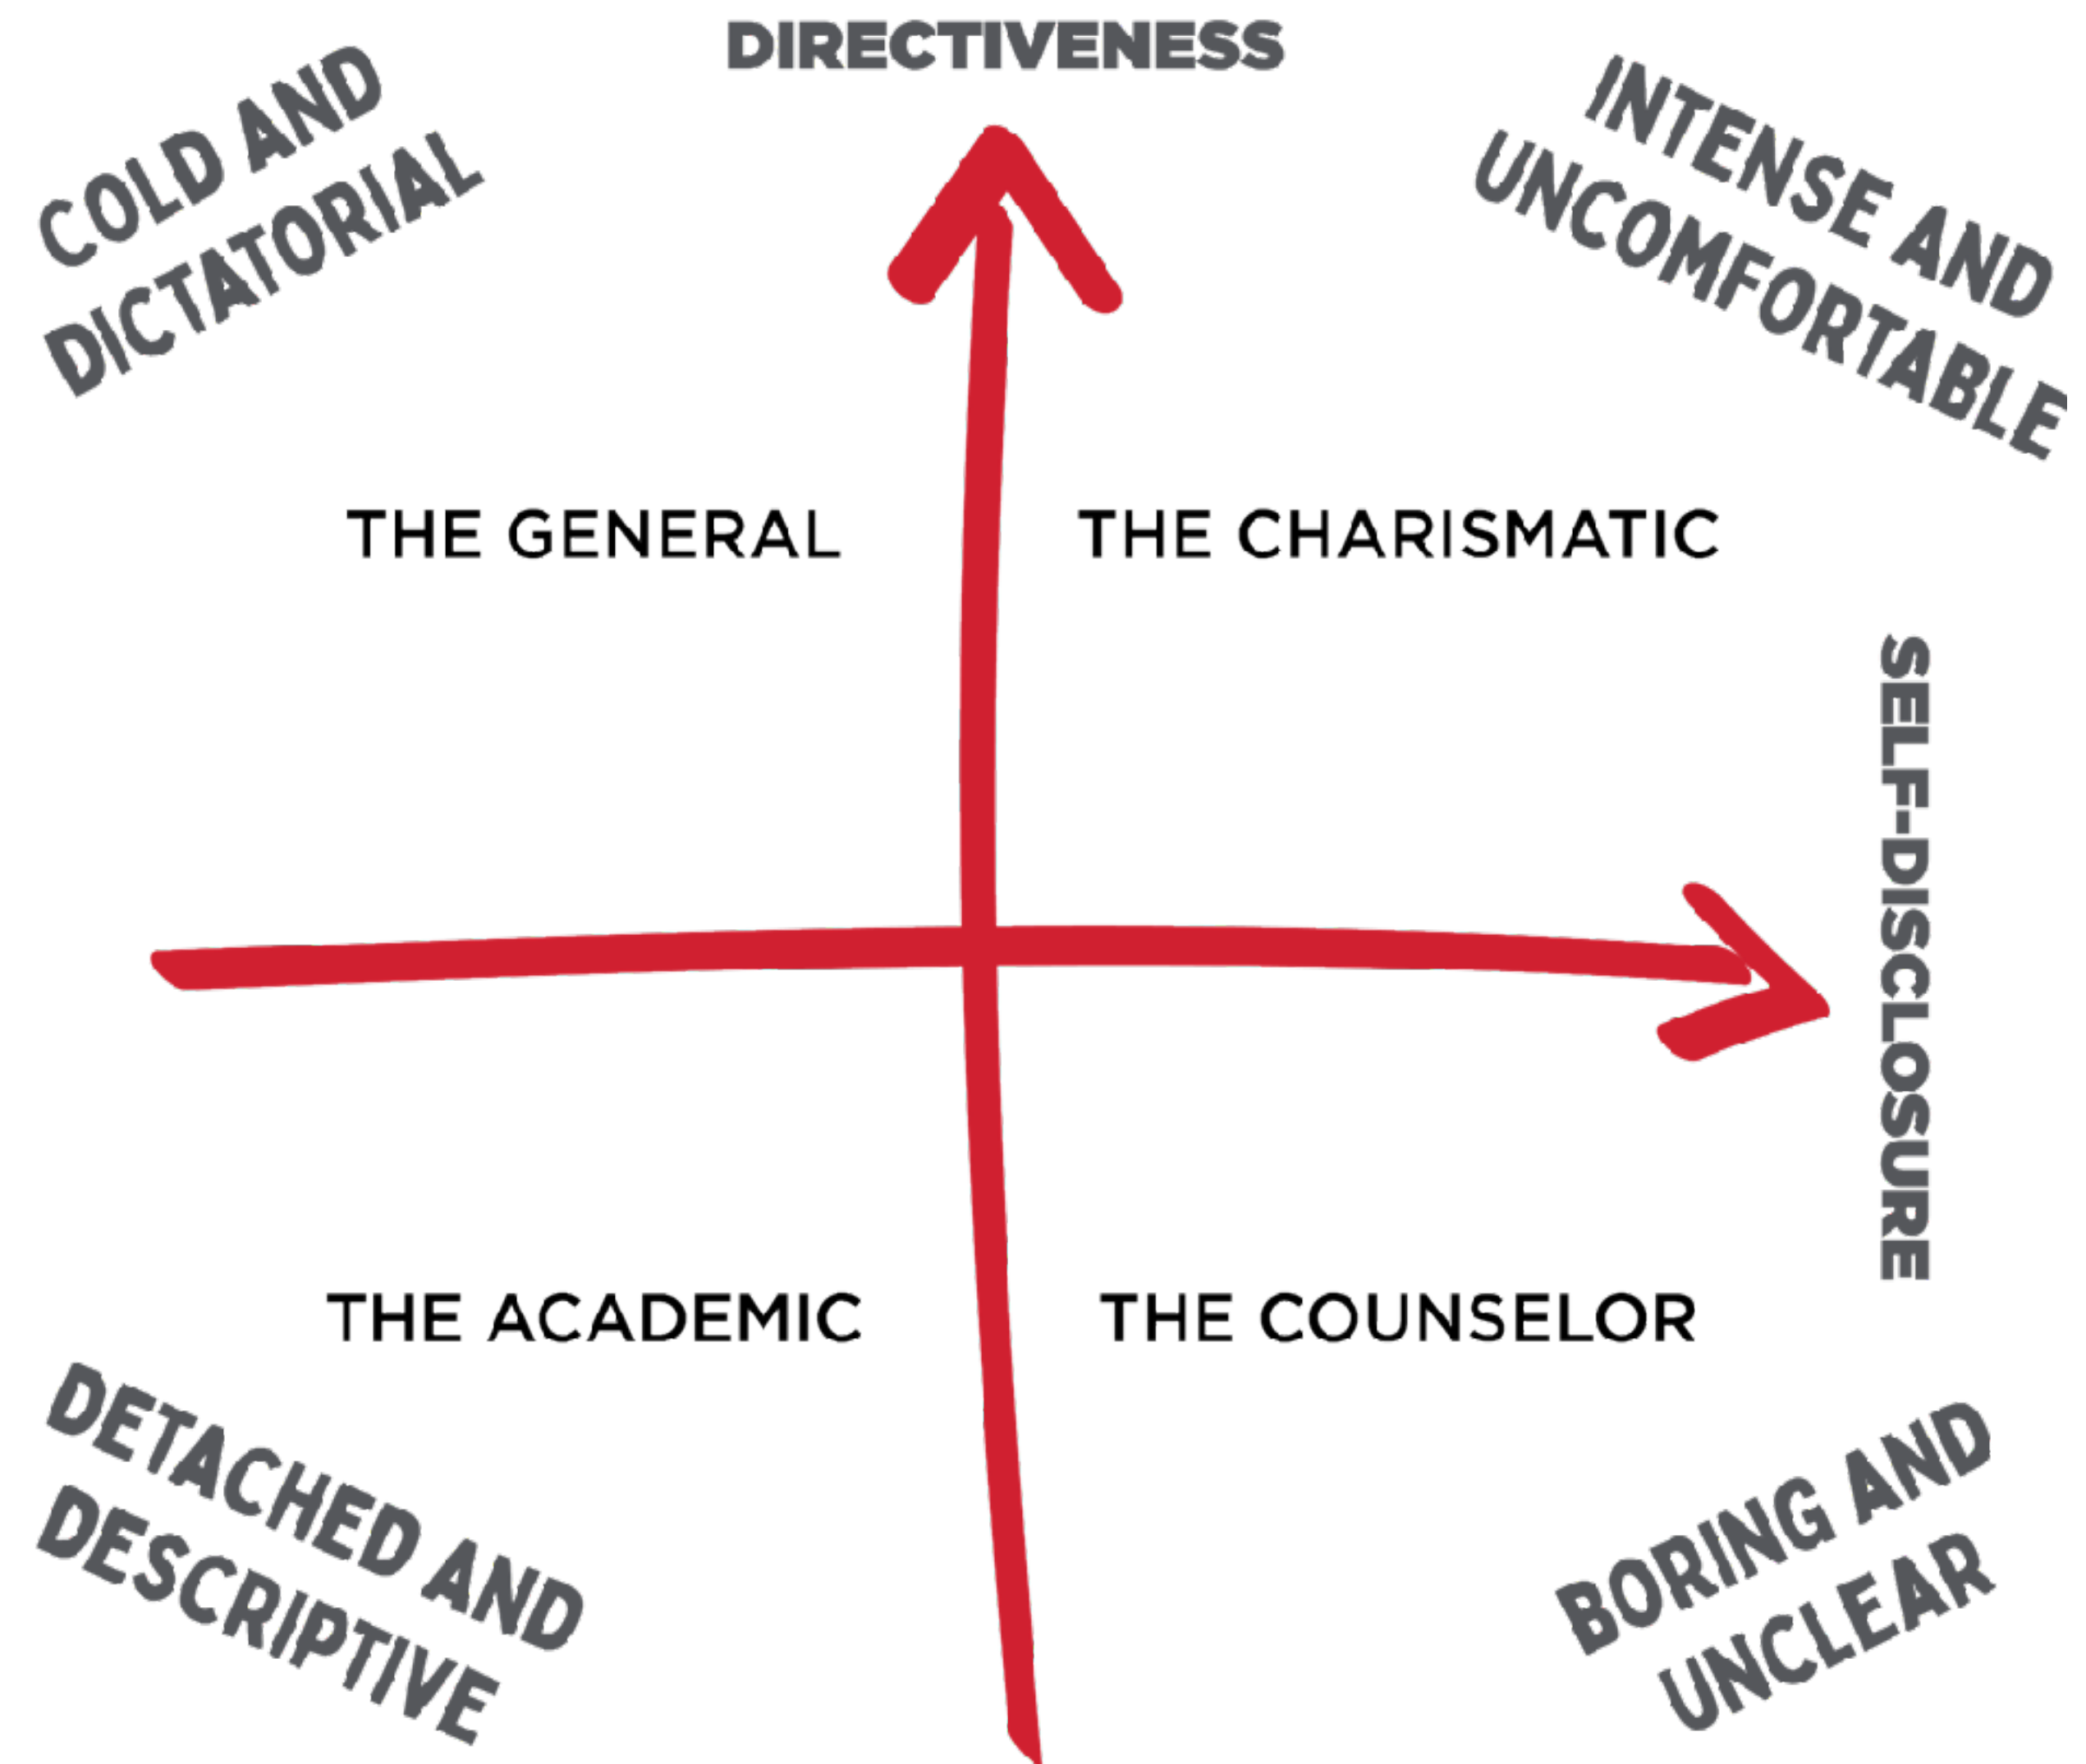 DIRECTIVENESS
COLD AND
DICTATORIAL
INTENSE AND
UNCOMFORTABLE
THE GENERAL
THE CHARISMATIC
SELF-DISCLOSURE
THE ACADEMIC
THE COUNSELOR
DETACHED AND
DESCRIPTIVE
BORING AND
UNCLEAR